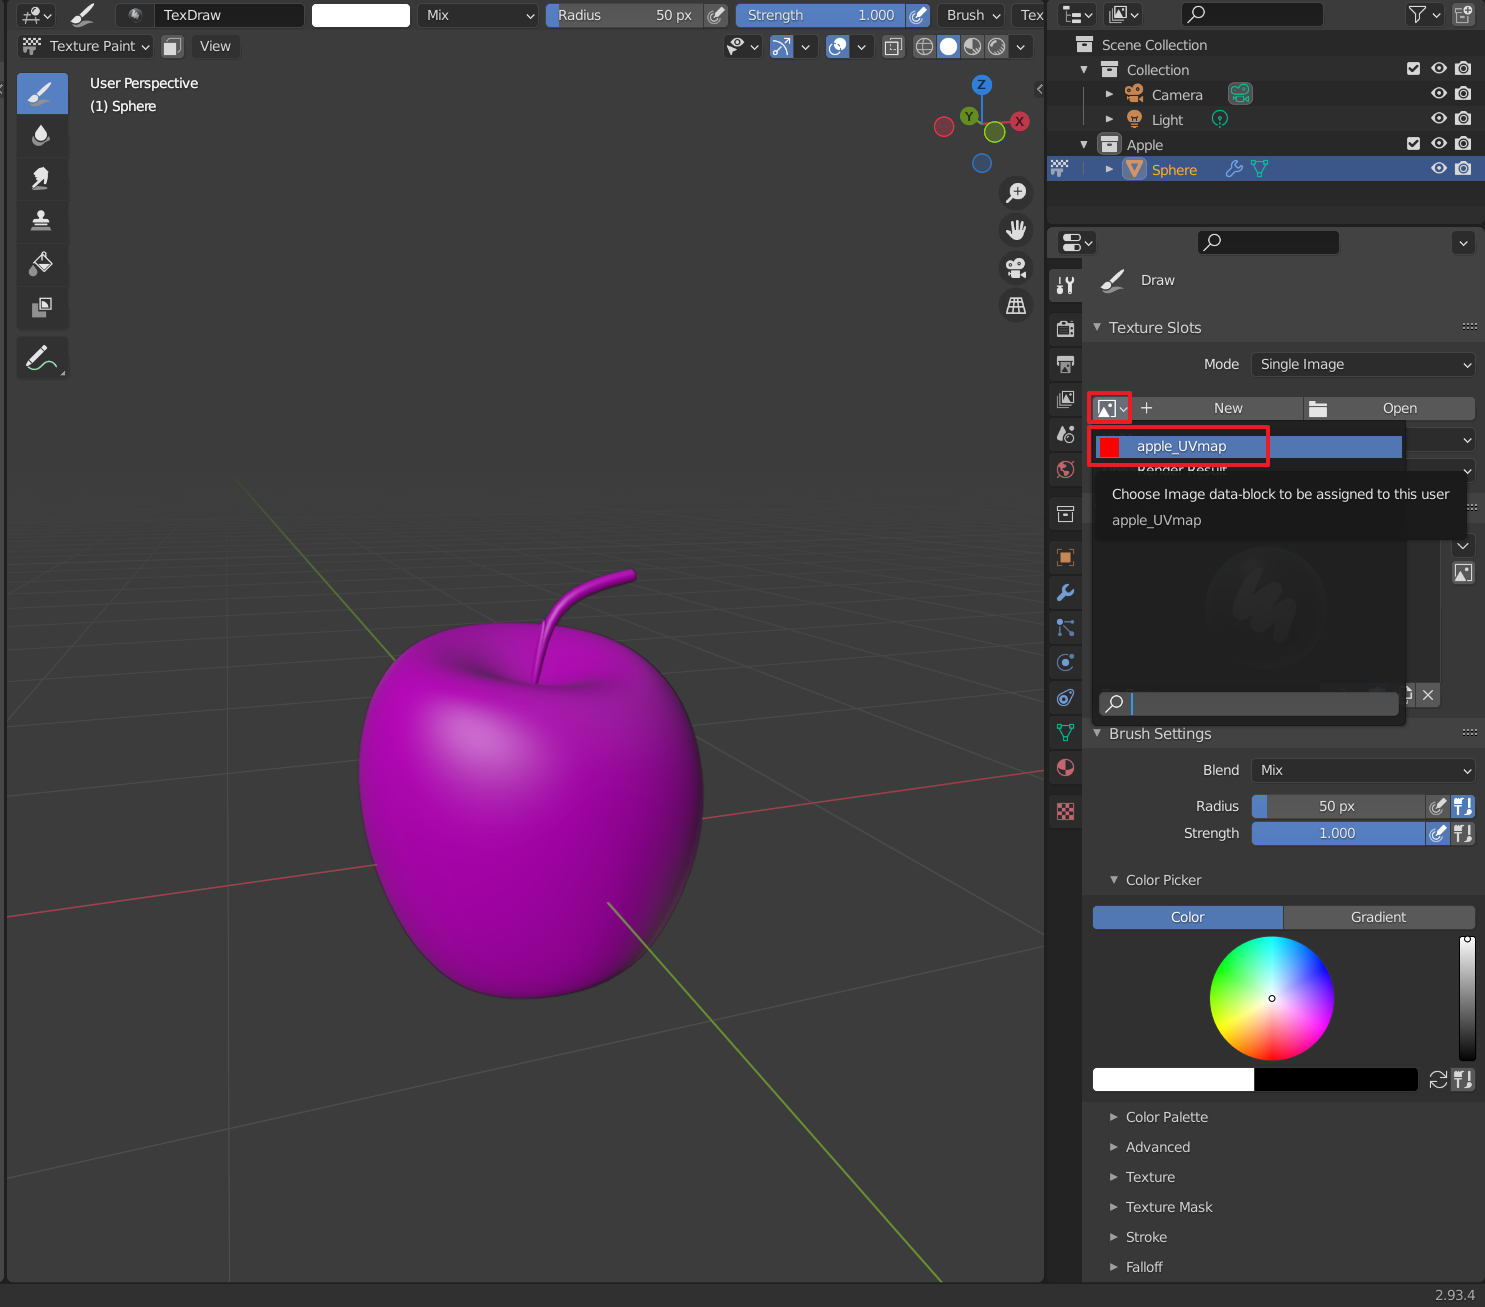 TexDraw
Mix
Radius 50 px
Strength 1.000
Brush
Tex
Texture Paint
View
User Perspective
(1) Sphere
Z
Y
X
Scene Collection
Collection
Camera
Light
Apple
Sphere
Draw
Texture Slots
Mode Single Image
New
Open
apple_UVmap
Render Result
Choose Image data-block to be assigned to this user
apple_UVmap
Brush Settings
Blend Mix
Radius 50 px
Strength 1.000
Color Picker
Color Gradient
Color Palette
Advanced
Texture
Texture Mask
Stroke
Falloff
2.93.4